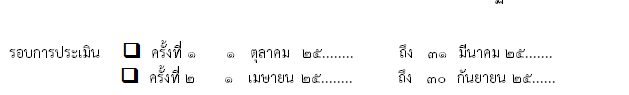 รอบการประเมิน ❑ ครั้งที่ ๑ ๑ ตุลาคม ๒๕........ ถึง ๓๑ มีนาคม ๒๕.......
❑ ครั้งที่ ๒ ๑ เมษายน ๒๕........ ถึง ๓๐ กันยายน ๒๕......